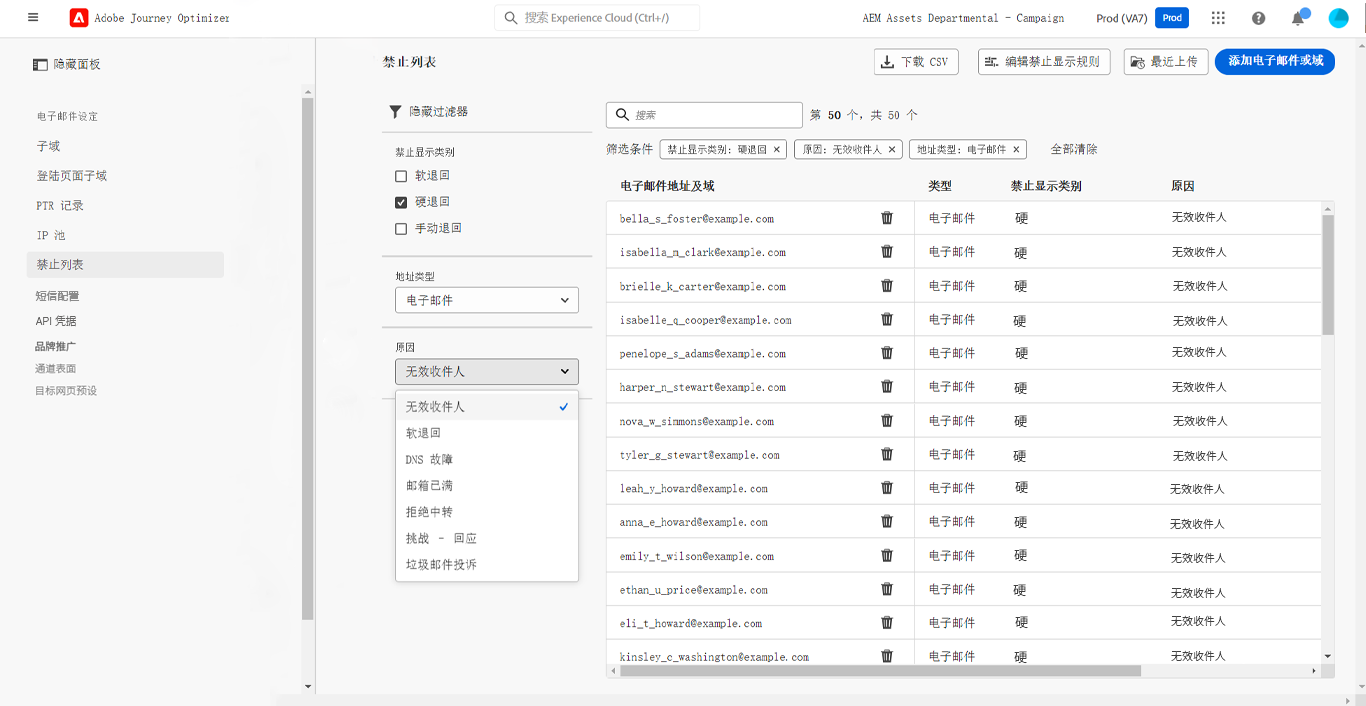 Adobe Journey Optimizer
搜索 Experience Cloud (Ctrl+/)
AEM Assets Departmental - Campaign
Prod (VA7)
Prod
隐藏面板
电子邮件设定
子域
登陆页面子域
PTR 记录
IP 池
禁止列表
短信配置
API 凭据
品牌推广
通道表面
目标网页预设
禁止列表
下载 CSV
编辑禁止显示规则
最近上传
添加电子邮件或域
隐藏过滤器
禁止显示类别
软退回
硬退回
手动退回
地址类型
电子邮件
原因
无效收件人
无效收件人
软退回
DNS 故障
邮箱已满
拒绝中转
挑战 - 回应
垃圾邮件投诉
搜索
第 50 个，共 50 个
筛选条件
禁止显示类别: 硬退回 ×
原因: 无效收件人 ×
地址类型: 电子邮件 ×
全部清除
电子邮件地址及域 类型 禁止显示类别 原因
bella_s_foster@example.com 电子邮件 硬 无效收件人
isabella_n_clark@example.com 电子邮件 硬 无效收件人
brielle_k_carter@example.com 电子邮件 硬 无效收件人
isabelle_q_cooper@example.com 电子邮件 硬 无效收件人
penelope_s_adams@example.com 电子邮件 硬 无效收件人
harper_n_stewart@example.com 电子邮件 硬 无效收件人
nova_w_simmons@example.com 电子邮件 硬 无效收件人
tyler_g_stewart@example.com 电子邮件 硬 无效收件人
leah_y_howard@example.com 电子邮件 硬 无效收件人
anna_e_howard@example.com 电子邮件 硬 无效收件人
emily_t_wilson@example.com 电子邮件 硬 无效收件人
ethan_u_price@example.com 电子邮件 硬 无效收件人
eli_t_howard@example.com 电子邮件 硬 无效收件人
kinsley_c_washington@example.com 电子邮件 硬 无效收件人